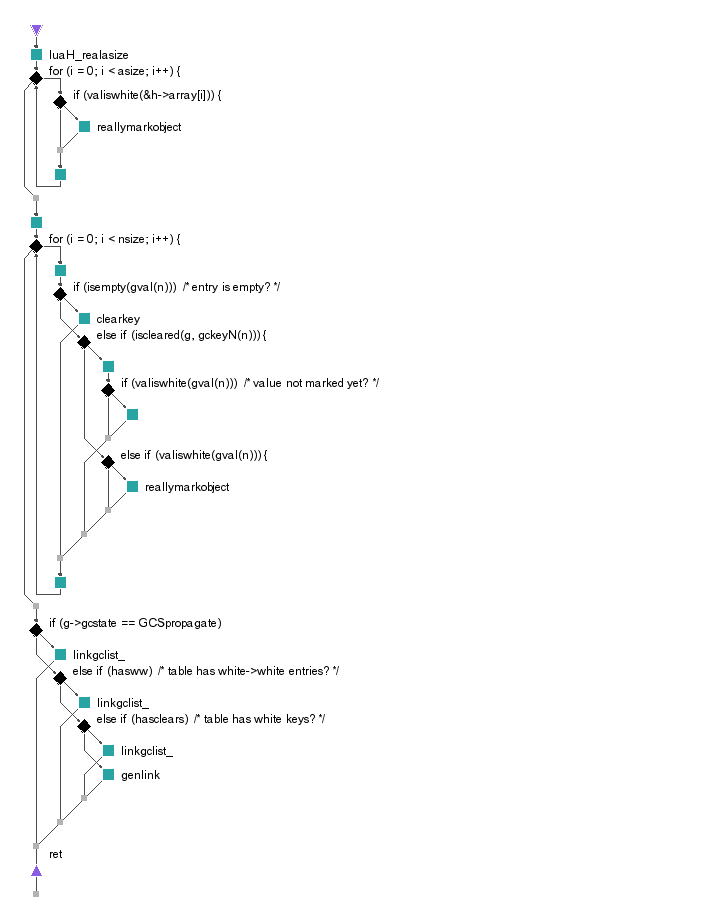 luaH_realasize
for (i = 0; i < asize; i++) {
if (valiswhite(&h->array[i])) {
reallymarkobject
for (i = 0; i < nsize; i++) {
if (isempty(gval(n))) /* entry is empty? */
clearkey
else if (iscleared(g, gckeyN(n))) {
if (valiswhite(gval(n))) /* value not marked yet? */
else if (valiswhite(gval(n))) {
reallymarkobject
if (g->gcstate == GCSpropagate)
linkgclist_
else if (hasww) /* table has white->white entries? */
linkgclist_
else if (hasclears) /* table has white keys? */
linkgclist_
genlink
ret